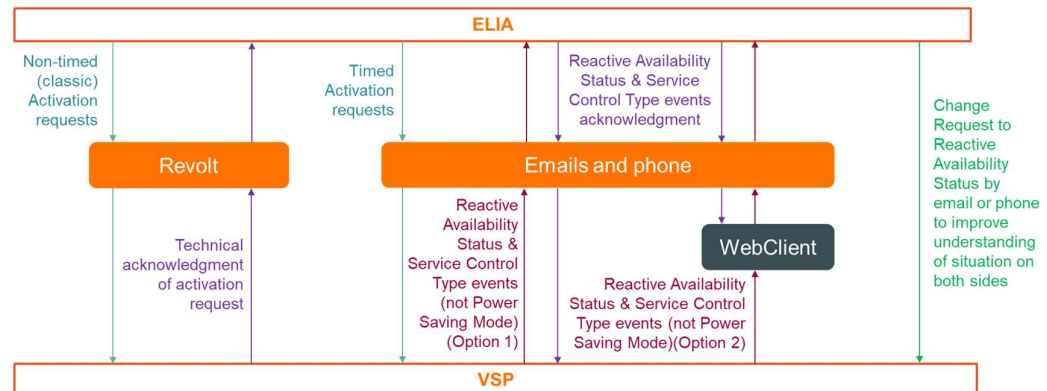 ELIA
Non-timed
(classic)
Activation
requests
Timed
Activation
requests
Reactive Availability
Status & Service
Control Type events
acknowledgment
Change
Request to
Reactive
Availability
Status by
email or phone
to improve
understanding
of situation on
both sides
Revolt
Emails and phone
Technical
acknowledgment
of activation
request
Reactive
Availability
Status &
Service Control
Type events
(not Power
Saving Mode)
(Option 1)
WebClient
Reactive Availability
Status & Service Control
Type events (not Power
Saving Mode)(Option 2)
VSP